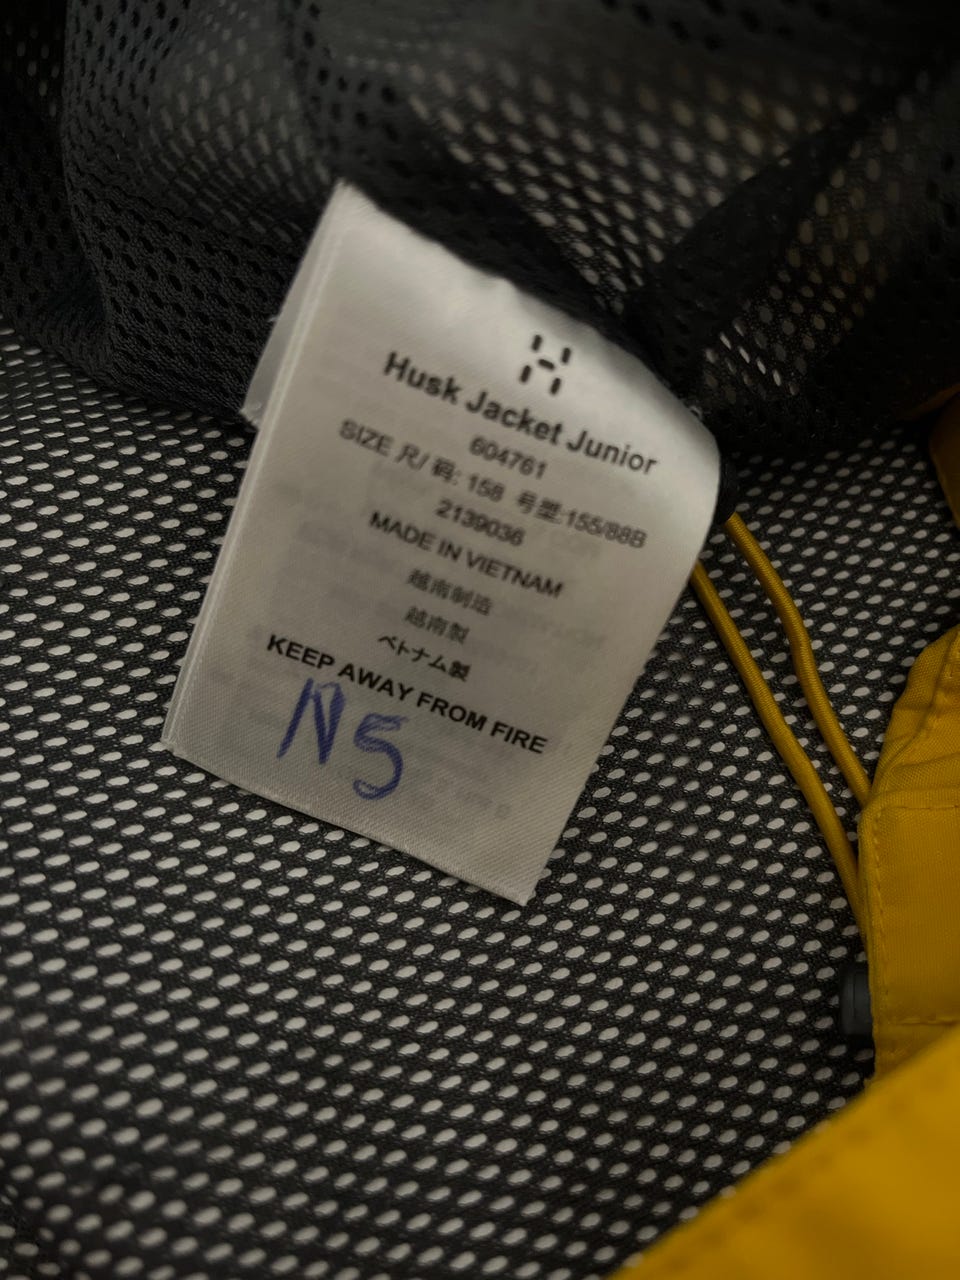 Husk Jacket Junior
604761
SIZE 尺/ 码: 158 号型:155/88B
2139036
MADE IN VIETNAM
越南制造
越南製
ベトナム製
KEEP AWAY FROM FIRE
N5